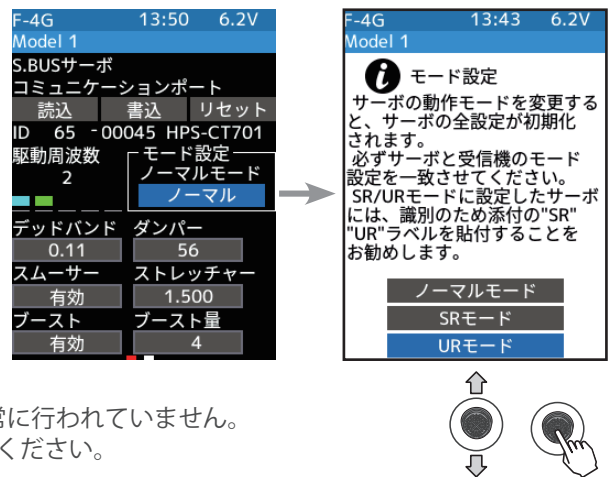 F-4G 13:50 6.2V
Model 1
S.BUSサーボ
コミュニケーションポート
読込 書込 リセット
ID 65 -00045 HPS-CT701
駆動周波数
2
モード設定
ノーマルモード
ノーマル
デッドバンド ダンパー
0.11 56
スムーサー ストレッチャー
有効 1.500
ブースト ブースト量
有効 4
F-4G 13:43 6.2V
Model 1
モード設定
サーボの動作モードを変更する
と、サーボの全設定が初期化
されます。
必ずサーボと受信機のモード
設定を一致させてください。
SR/URモードに設定したサーボ
には、識別のため添付の"SR"
"UR"ラベルを貼付することを
お勧めします。
ノーマルモード
SRモード
URモード
常に行われていません。
ください。